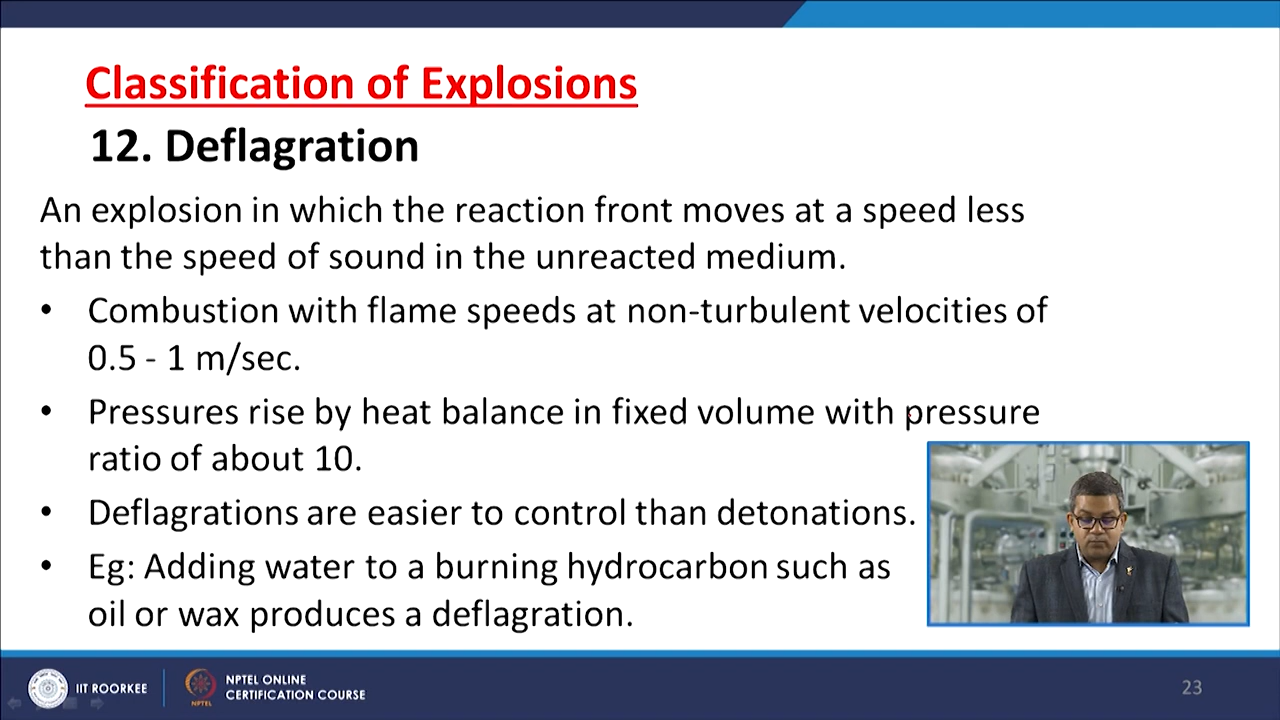 Classification of Explosions
12. Deflagration
An explosion in which the reaction front moves at a speed less
than the speed of sound in the unreacted medium.
• Combustion with flame speeds at non-turbulent velocities of
0.5 - 1 m/sec.
• Pressures rise by heat balance in fixed volume with pressure
ratio of about 10.
• Deflagrations are easier to control than detonations.
• Eg: Adding water to a burning hydrocarbon such as
oil or wax produces a deflagration.
IIT ROORKEE
NPTEL
NPTEL ONLINE
CERTIFICATION COURSE
23